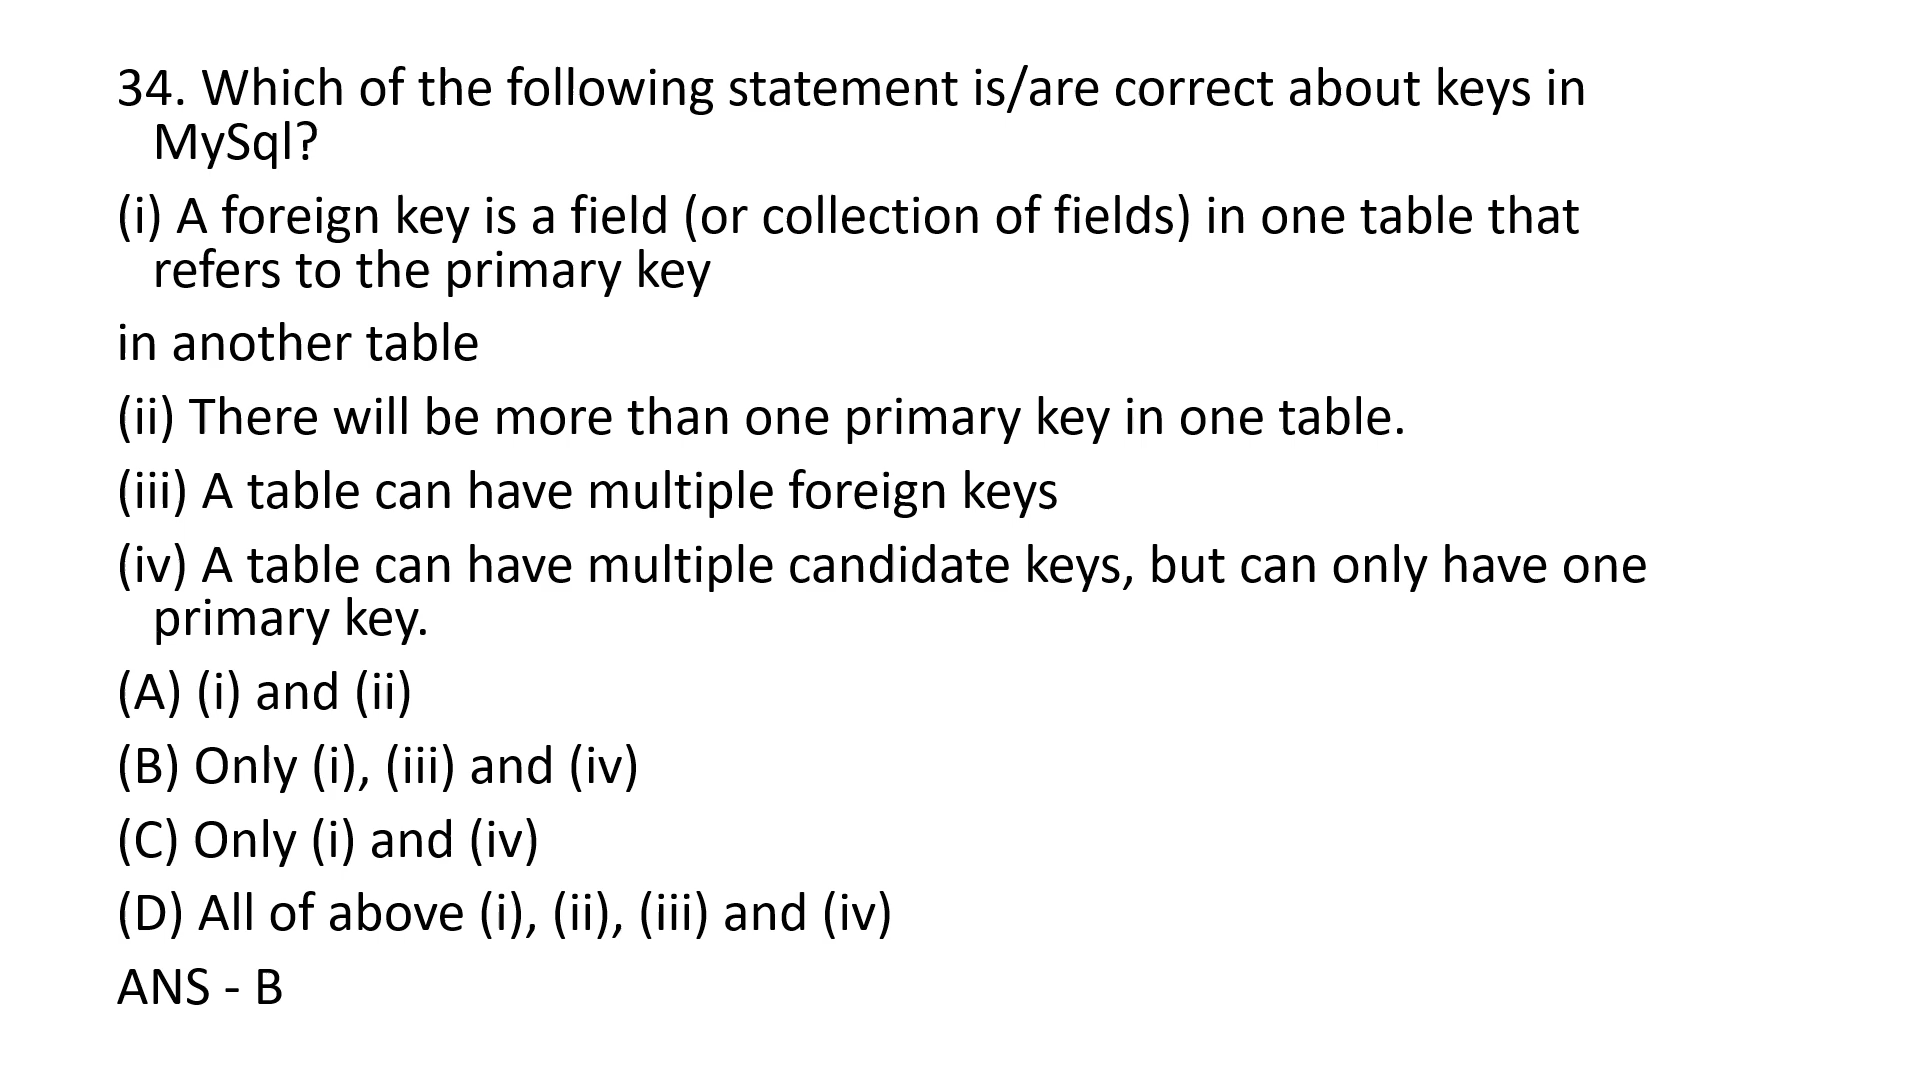 34. Which of the following statement is/are correct about keys in
MySql?
(i) A foreign key is a field (or collection of fields) in one table that
refers to the primary key
in another table
(ii) There will be more than one primary key in one table.
(iii) A table can have multiple foreign keys
(iv) A table can have multiple candidate keys, but can only have one
primary key.
(A) (i) and (ii)
(B) Only (i), (iii) and (iv)
(C) Only (i) and (iv)
(D) All of above (i), (ii), (iii) and (iv)
ANS - B